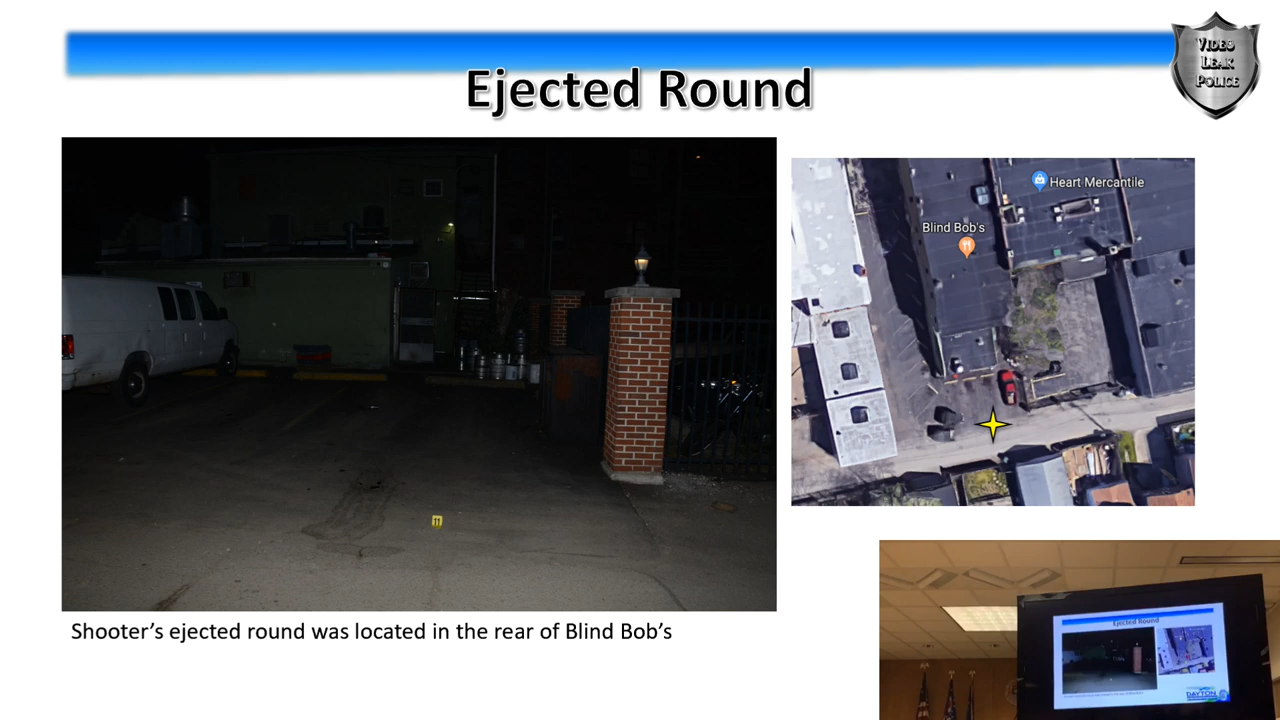 Ejected Round
VIDEO
LEAK
POLICE
Heart Mercantile
Blind Bob's
11
Shooter's ejected round was located in the rear of Blind Bob's
Ejected Round
DAYTON